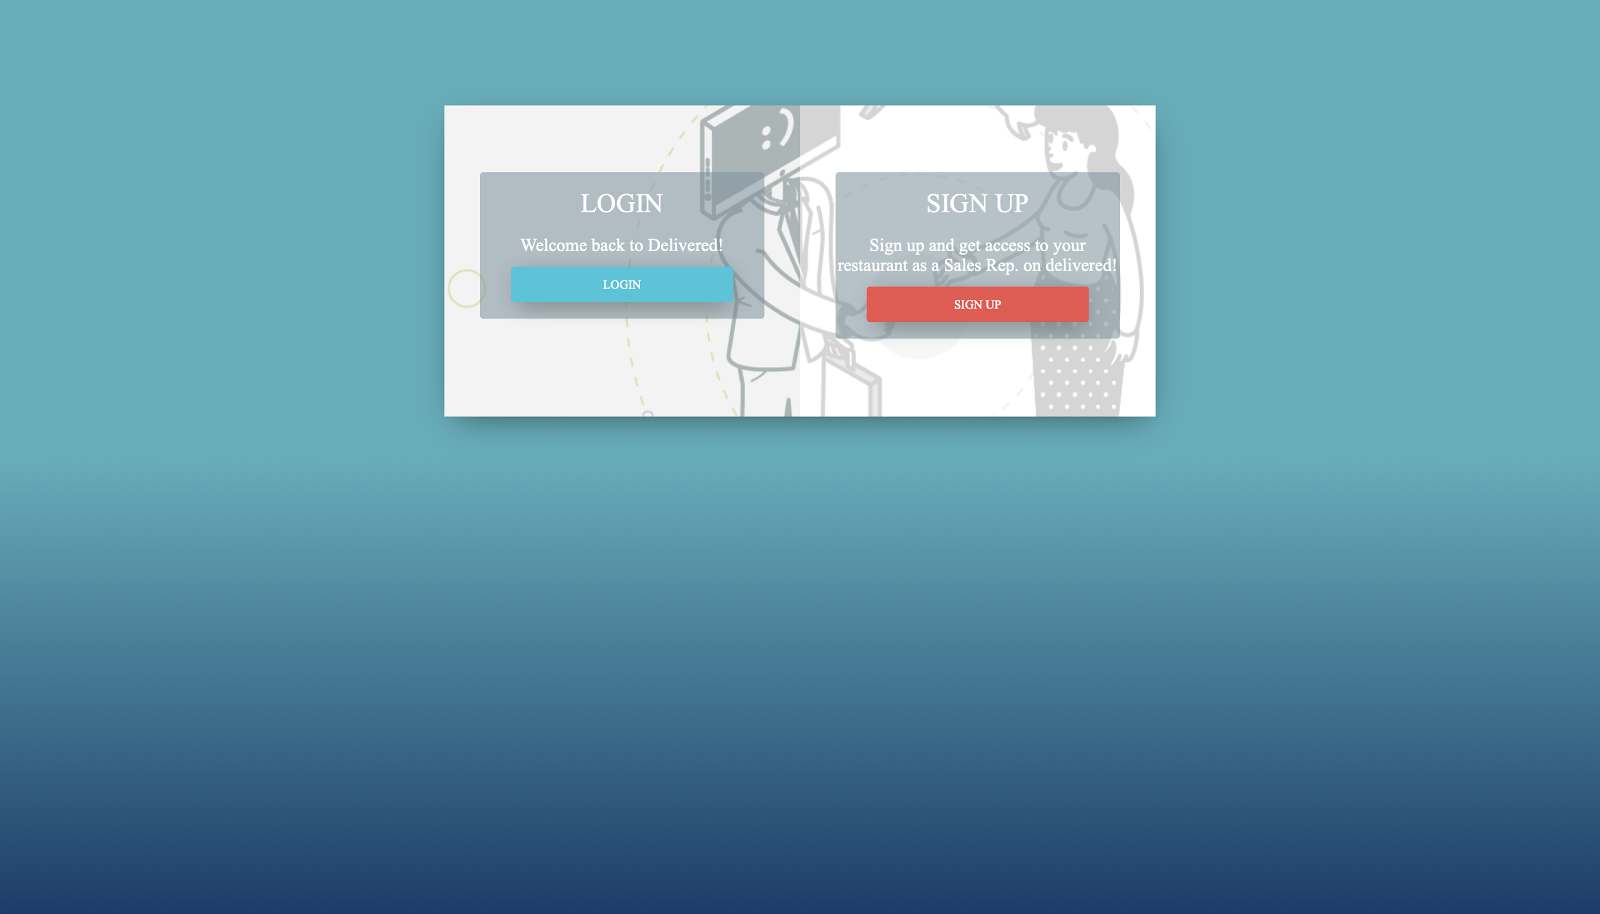 LOGIN
Welcome back to Delivered!
LOGIN
SIGN UP
Sign up and get access to your
restaurant as a Sales Rep. on delivered!
SIGN UP